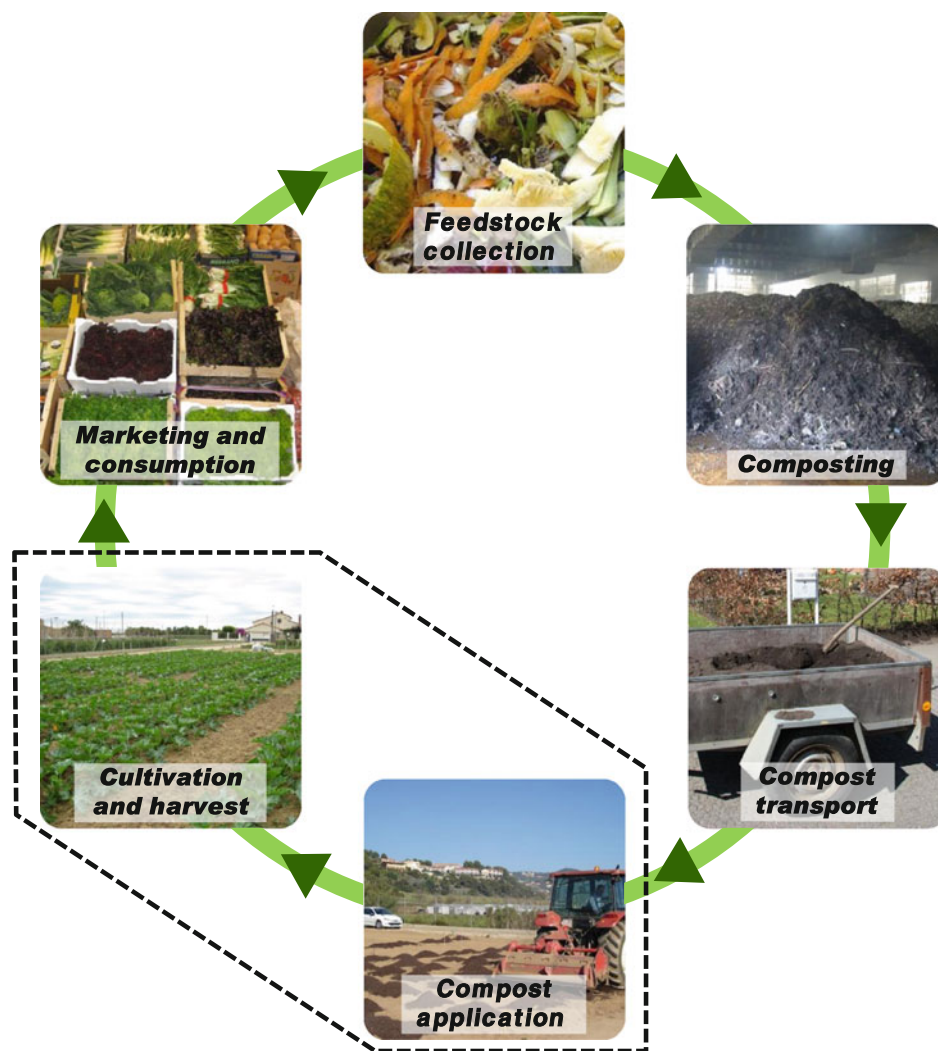 Feedstock
collection
Composting
Compost
transport
Compost
application
Cultivation
and harvest
Marketing and
consumption